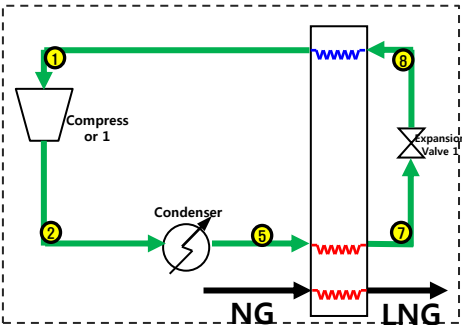 1
8
Compress
or 1
Expansion
Valve 1
Condenser
2
5
7
NG
LNG